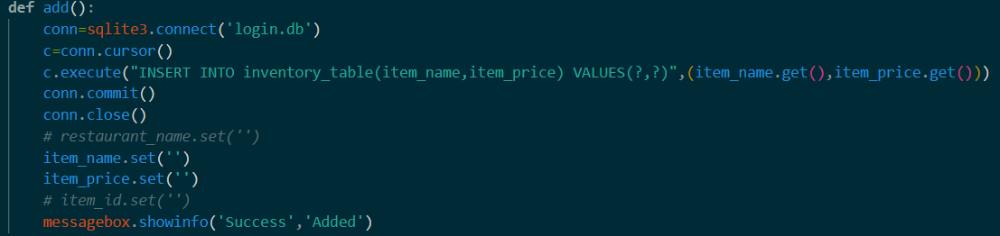 def add():
    conn=sqlite3.connect('login.db')
    c=conn.cursor()
    c.execute("INSERT INTO inventory_table(item_name,item_price) VALUES(?,?)",(item_name.get(),item_price.get()))
    conn.commit()
    conn.close()
    # restaurant_name.set('')
    item_name.set('')
    item_price.set('')
    # item_id.set('')
    messagebox.showinfo('Success','Added')